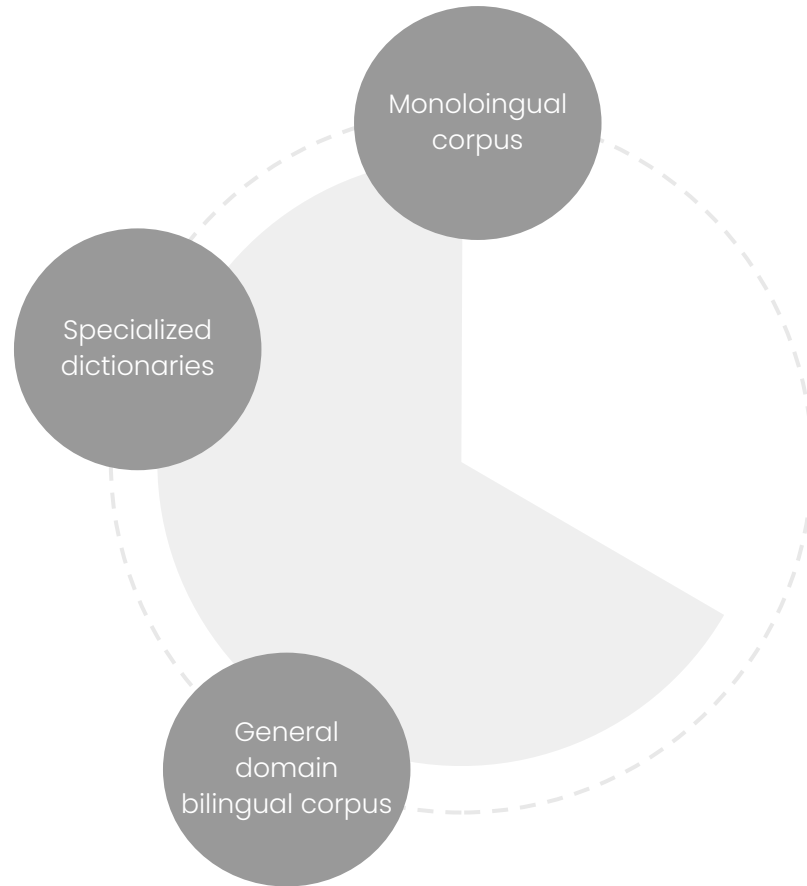 Monoloingual
corpus
Specialized
dictionaries
General
domain
bilingual corpus